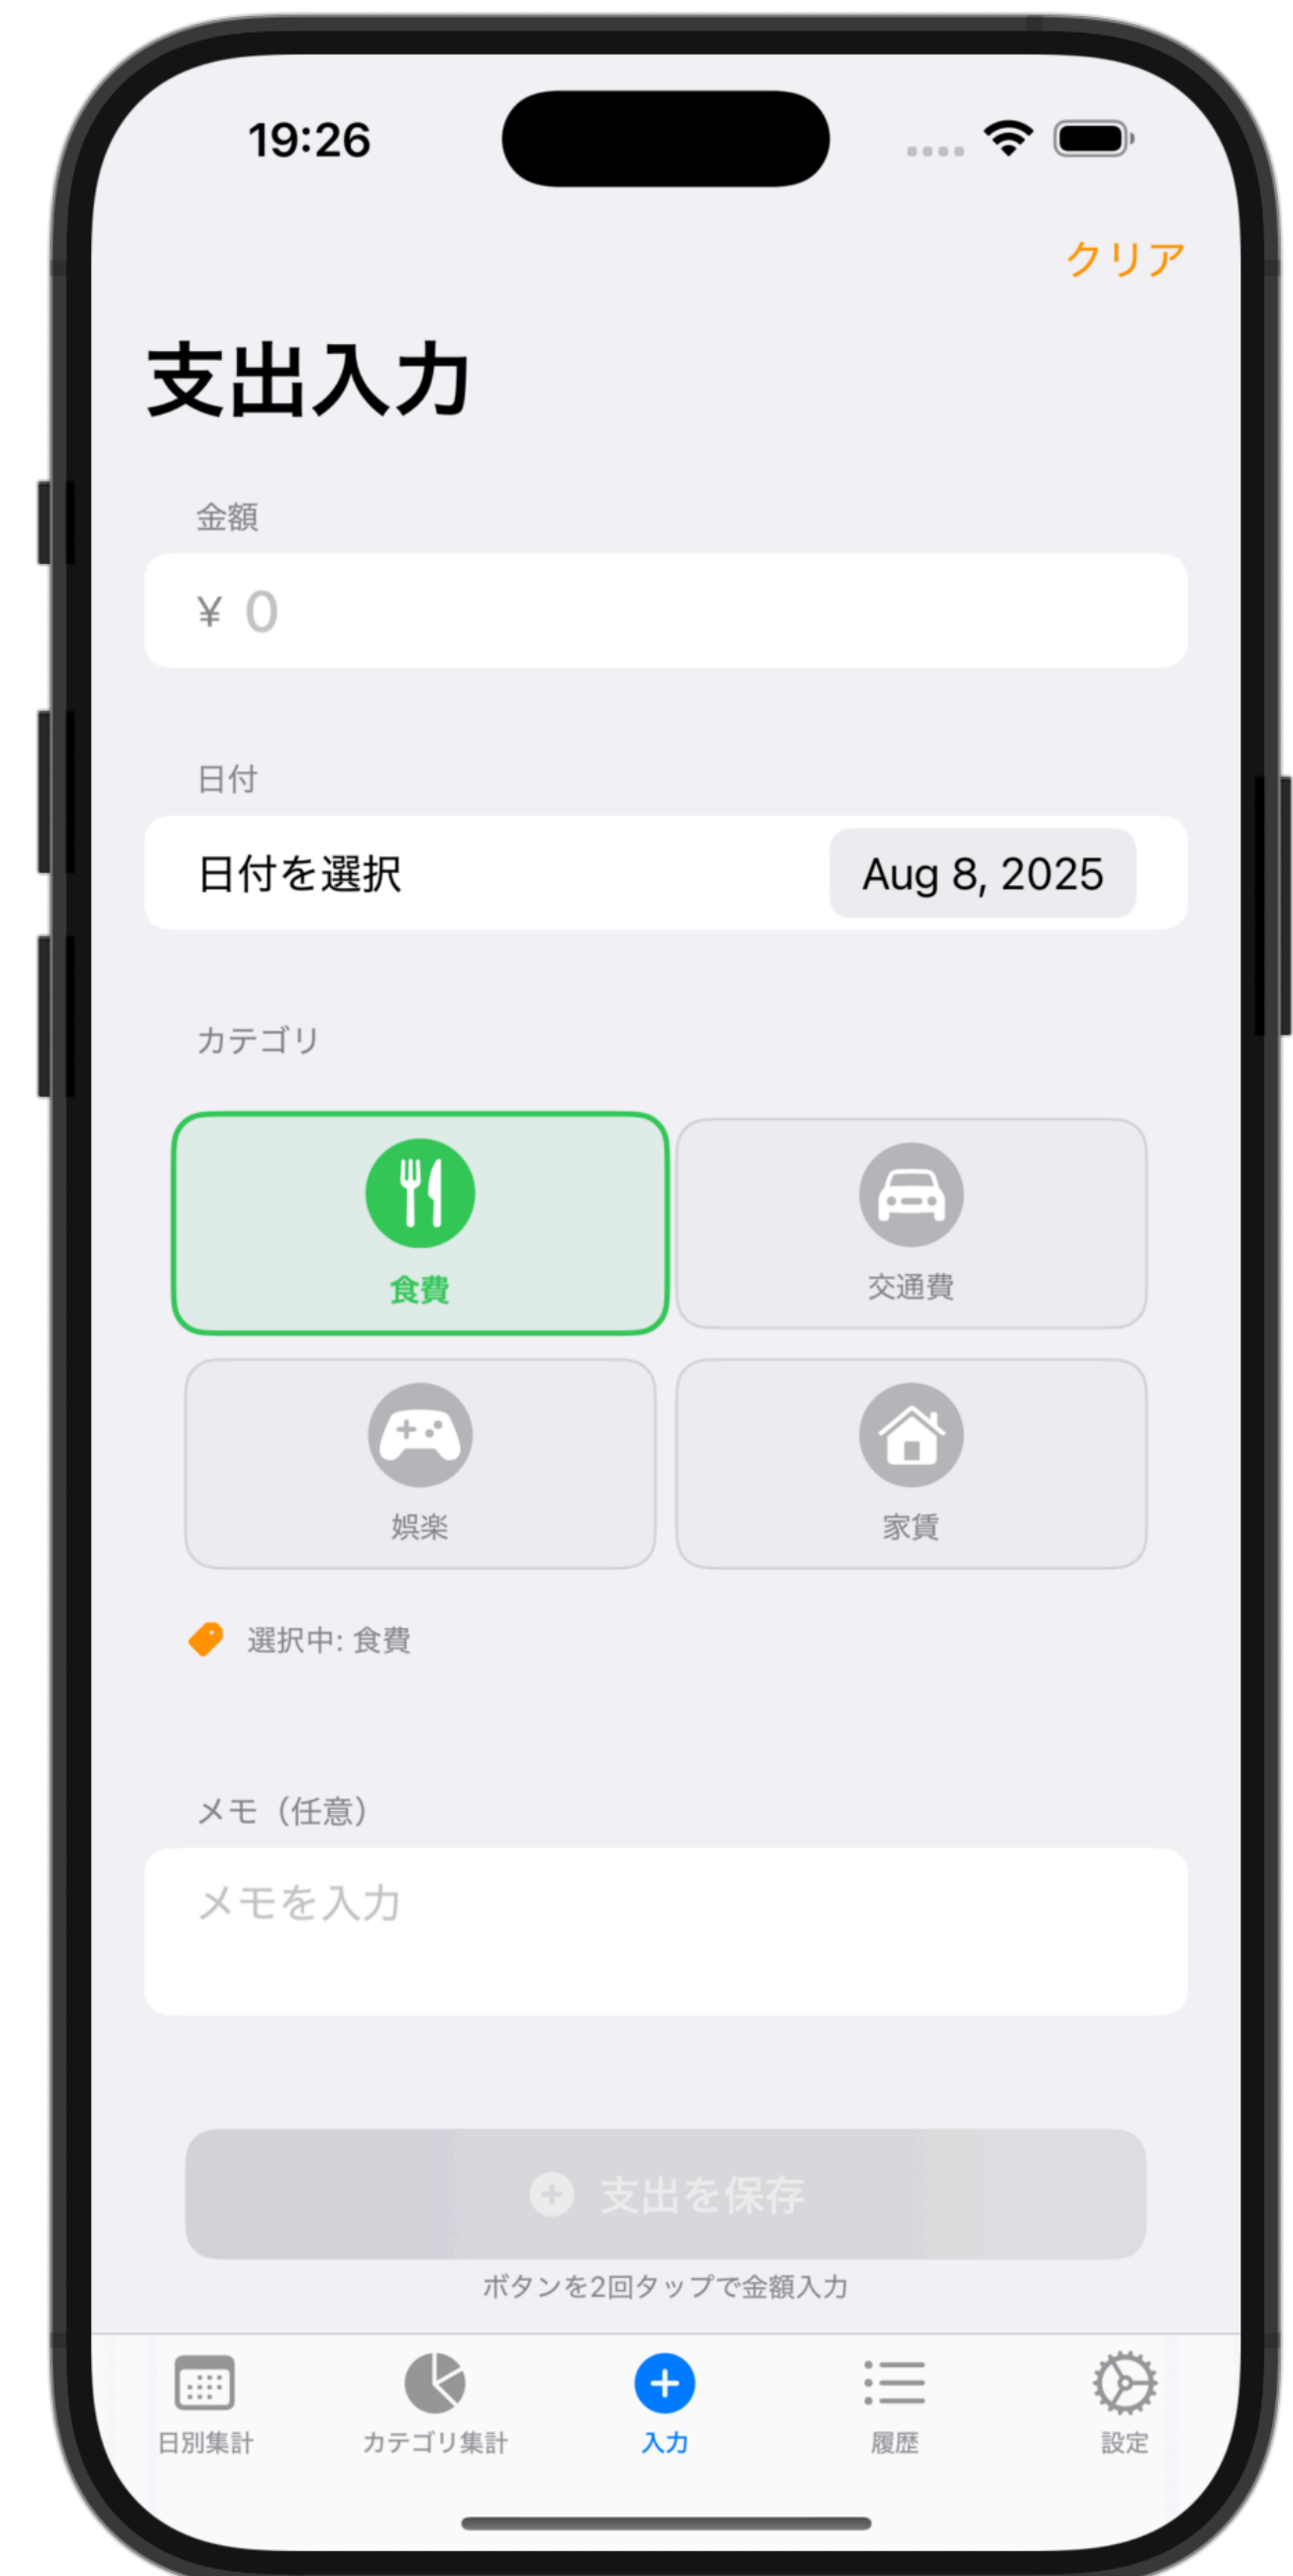 19:26
クリア
支出入力
金額
¥ 0
日付
日付を選択 Aug 8, 2025
カテゴリ
食費 交通費
娯楽 家賃
選択中: 食費
メモ（任意）
メモを入力
支出を保存
ボタンを2回タップで金額入力
日別集計 カテゴリ集計 入力 履歴 設定